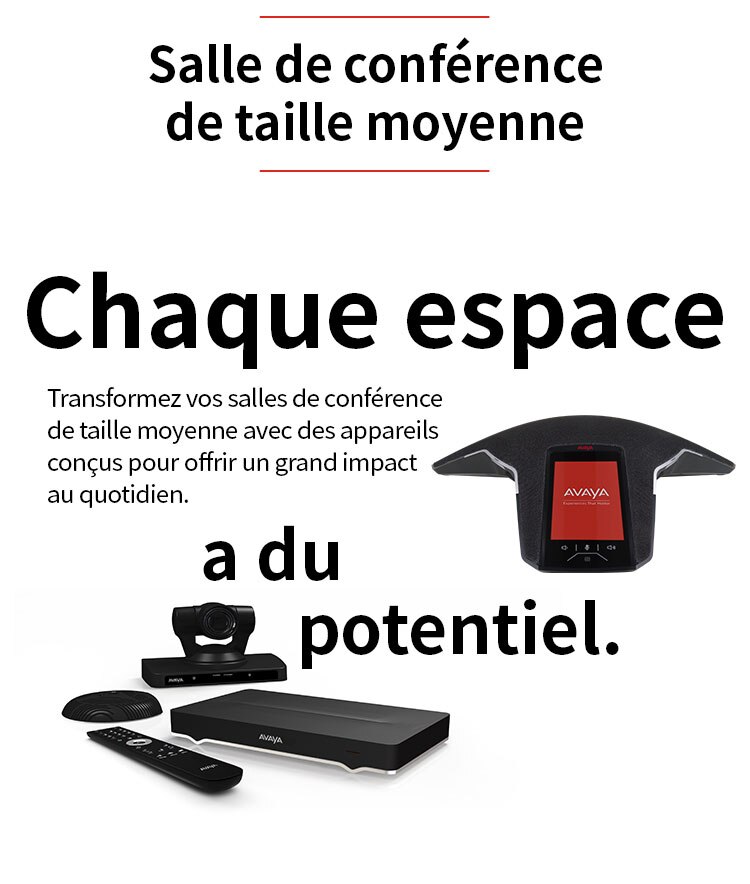 Salle de conférence
de taille moyenne
Chaque espace
Transformez vos salles de conférence
de taille moyenne avec des appareils
conçus pour offrir un grand impact
au quotidien.
AVAYA
AVAYA
Experiences That Matter
a du
potentiel.
AVAYA
AVAYA
AVAYA